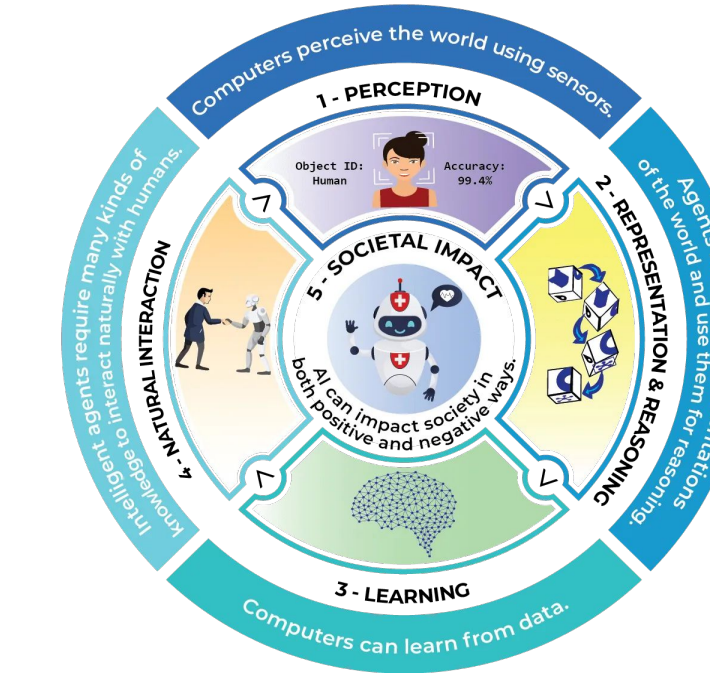 Computers perceive the world using sensors.
1 - PERCEPTION
Object ID:
Human
Accuracy:
99.4%
Agents
of the world and use them for reasoning.
2 - REPRESENTATION & REASONING
Computers can learn from data.
3 - LEARNING
Intelligent agents require many kinds of
knowledge to interact naturally with humans.
4 - NATURAL INTERACTION
5 - SOCIETAL IMPACT
AI can impact society in
both positive and negative ways.